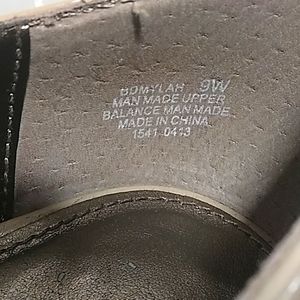 BDMYLAH 9W
MAN MADE UPPER
BALANCE MAN MADE
MADE IN CHINA
1541 0413